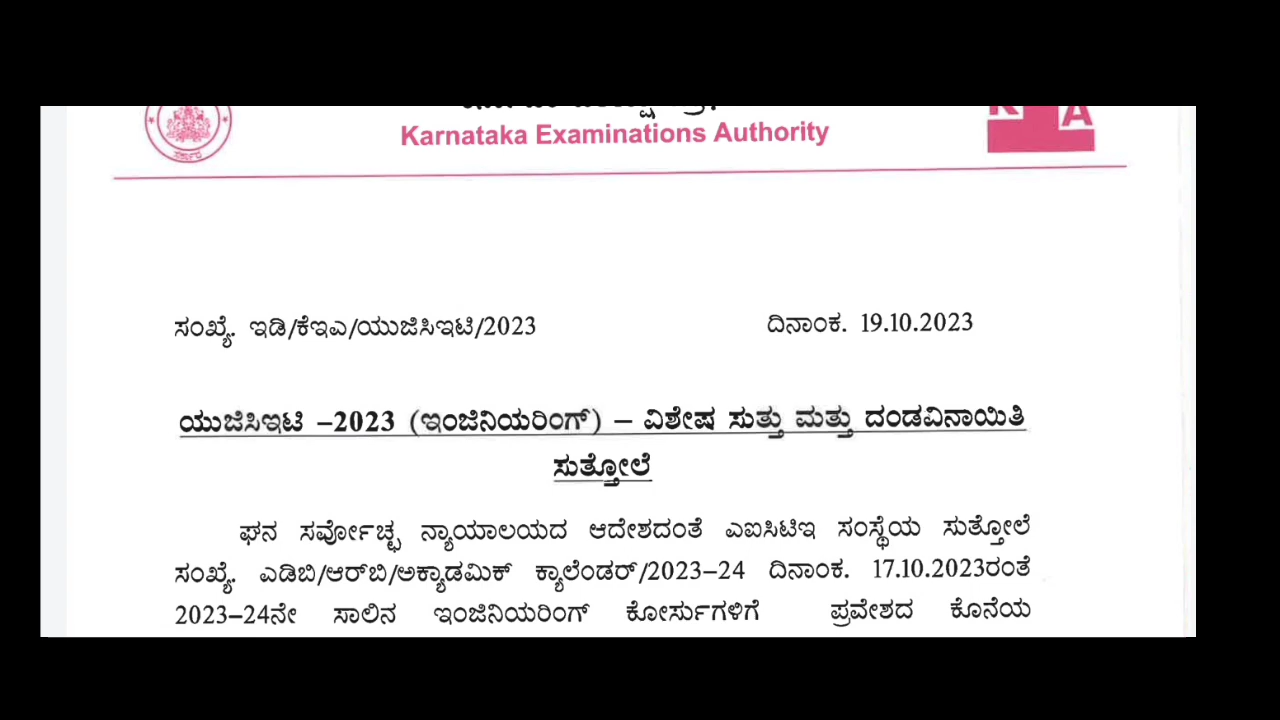 ಸರ್ಕಾರ
K A
Karnataka Examinations Authority
ಸಂಖ್ಯೆ. ಇಡಿ/ಕೆಇಎ/ಯುಜಿಸಿಇಟಿ/2023 ದಿನಾಂಕ. 19.10.2023
ಯುಜಿಸಿಇಟಿ –2023 (ಇಂಜಿನಿಯರಿಂಗ್) – ವಿಶೇಷ ಸುತ್ತು ಮತ್ತು ದಂಡವಿನಾಯಿತಿ
ಸುತ್ತೋಲೆ
ಘನ ಸರ್ವೋಚ್ಛ ನ್ಯಾಯಾಲಯದ ಆದೇಶದಂತೆ ಎಐಸಿಟಿಇ ಸಂಸ್ಥೆಯ ಸುತ್ತೋಲೆ
ಸಂಖ್ಯೆ. ಎಡಿಬಿ/ಆರ್‌ಬಿ/ಅಕ್ಯಾಡಮಿಕ್ ಕ್ಯಾಲೆಂಡರ್/2023–24 ದಿನಾಂಕ. 17.10.2023ರಂತೆ
2023–24ನೇ ಸಾಲಿನ ಇಂಜಿನಿಯರಿಂಗ್ ಕೋರ್ಸುಗಳಿಗೆ ಪ್ರವೇಶದ ಕೊನೆಯ